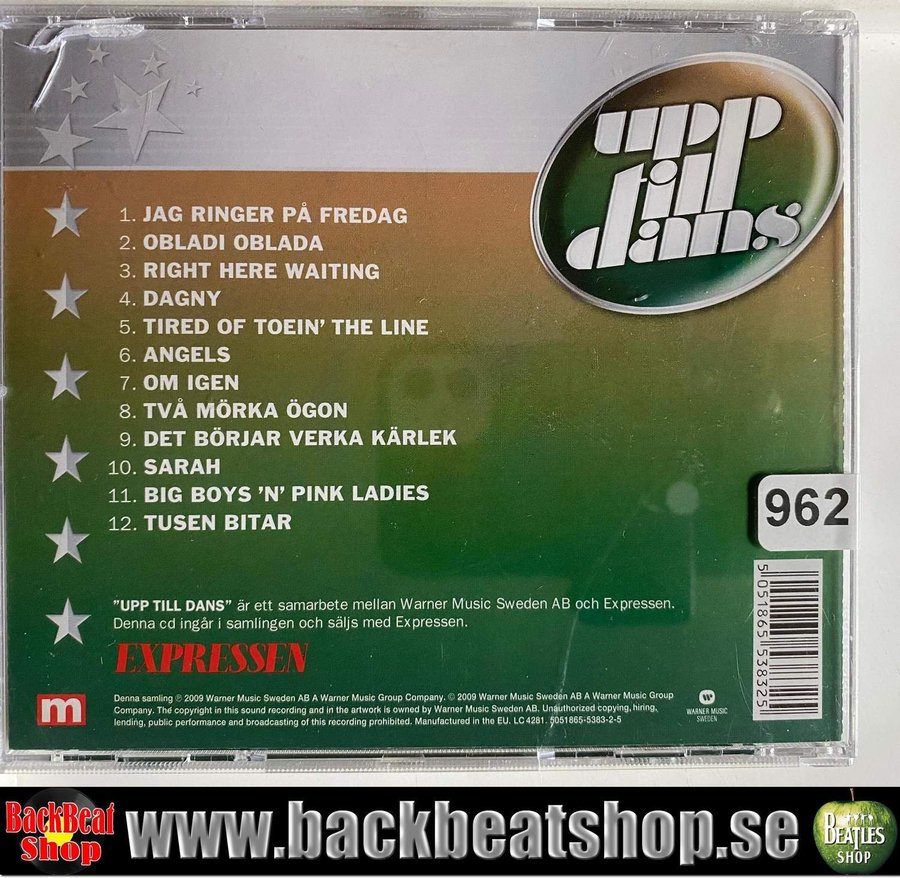 upp
till
dans
1. JAG RINGER PÅ FREDAG
2. OBLADI OBLADA
3. RIGHT HERE WAITING
4. DAGNY
5. TIRED OF TOEIN' THE LINE
6. ANGELS
7. OM IGEN
8. TVÅ MÖRKA ÖGON
9. DET BÖRJAR VERKA KÄRLEK
10. SARAH
11. BIG BOYS 'N' PINK LADIES
12. TUSEN BITAR
962
"UPP TILL DANS" är ett samarbete mellan Warner Music Sweden AB och Expressen.
Denna cd ingår i samlingen och säljs med Expressen.
EXPRESSEN
m
Denna samling ℗ 2009 Warner Music Sweden AB A Warner Music Group Company. © 2009 Warner Music Sweden AB A Warner Music Group
Company. The copyright in this sound recording and in the artwork is owned by Warner Music Sweden AB. Unauthorized copying, hiring,
lending, public performance and broadcasting of this recording prohibited. Manufactured in the EU. LC 4281. 5051865-5383-2-5
WARNER MUSIC
SWEDEN
5 051865 538325
BackBeat
Shop
www.backbeatshop.se
BEATLES
SHOP